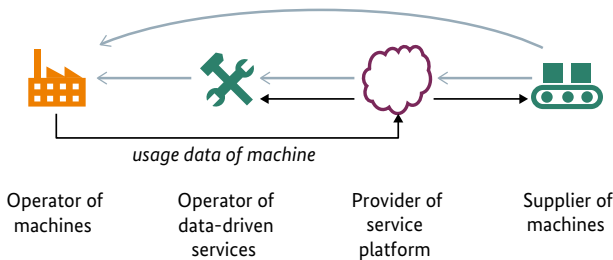 usage data of machine
Operator of
machines
Operator of
data-driven
services
Provider of
service
platform
Supplier of
machines